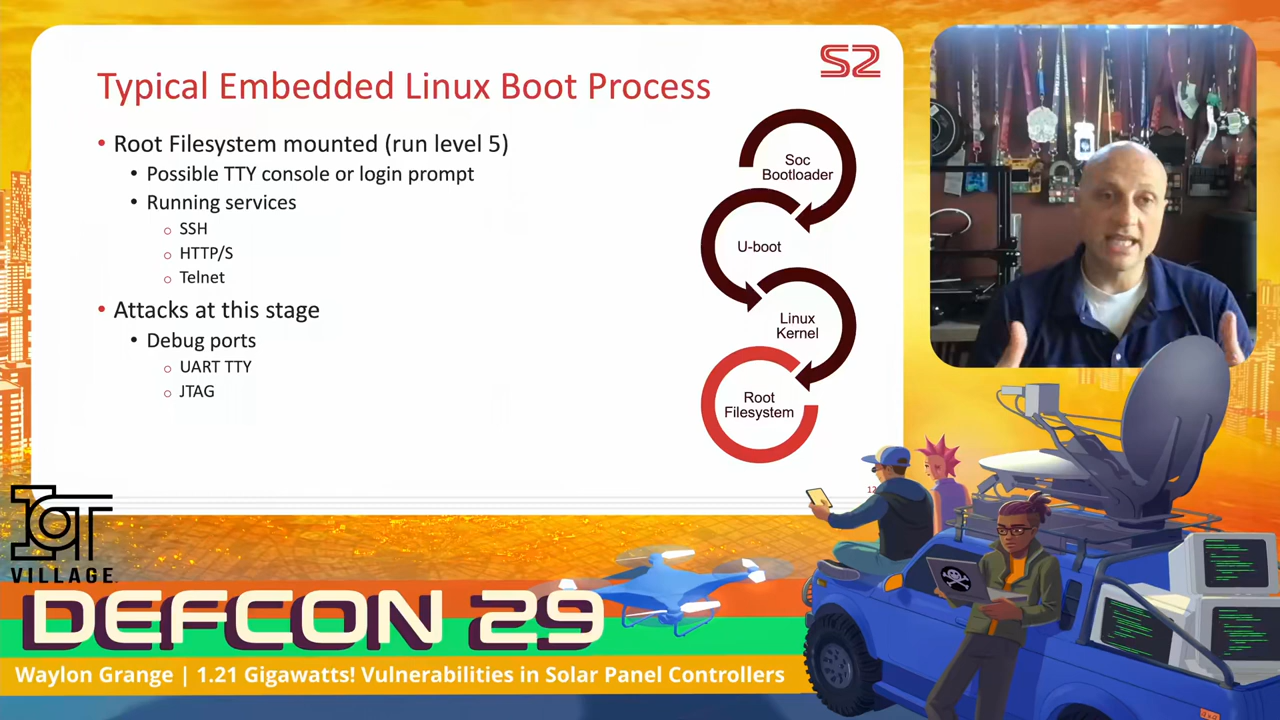 S2
Typical Embedded Linux Boot Process
• Root Filesystem mounted (run level 5)
• Possible TTY console or login prompt
• Running services
o SSH
o HTTP/S
o Telnet
• Attacks at this stage
• Debug ports
o UART TTY
o JTAG
Soc
Bootloader
U-boot
Linux
Kernel
Root
Filesystem
12
IoT
VILLAGE
DEFCON 29
Waylon Grange | 1.21 Gigawatts! Vulnerabilities in Solar Panel Controllers